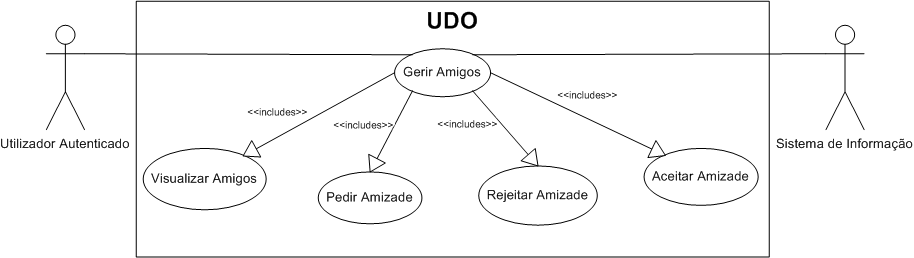 UDO
Gerir Amigos
<<includes>>
<<includes>>
<<includes>>
<<includes>>
Utilizador Autenticado
Sistema de Informação
Visualizar Amigos
Pedir Amizade
Rejeitar Amizade
Aceitar Amizade